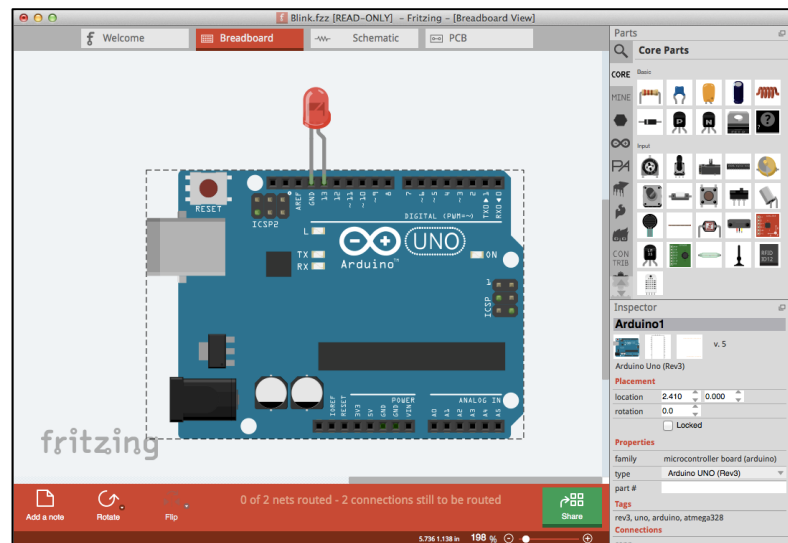 Blink.fzz [READ-ONLY] – Fritzing – [Breadboard View]
Welcome
Breadboard
Schematic
PCB
Parts
Core Parts
CORE
Basic
MINE
Input
PA
CON
TRIB
RESET
ICSP2
AREF
GND
13
12
~11
~10
~9
8
7
~6
~5
4
~3
2
TX0▶1
RX0◀0
DIGITAL (PWM=~)
L
TX
RX
UNO
Arduino™
ON
1
ICSP
POWER
ANALOG IN
IOREF
RESET
3V3
5V
GND
GND
VIN
A0
A1
A2
A3
A4
A5
fritzing
Inspector
Arduino1
v. 5
Arduino Uno (Rev3)
Placement
location 2.410 0.000
rotation 0.0
Locked
Properties
family microcontroller board (arduino)
type Arduino UNO (Rev3)
part #
Tags
rev3, uno, arduino, atmega328
Connections
Add a note
Rotate
Flip
0 of 2 nets routed - 2 connections still to be routed
Share
5.736 1.138 in 198 %